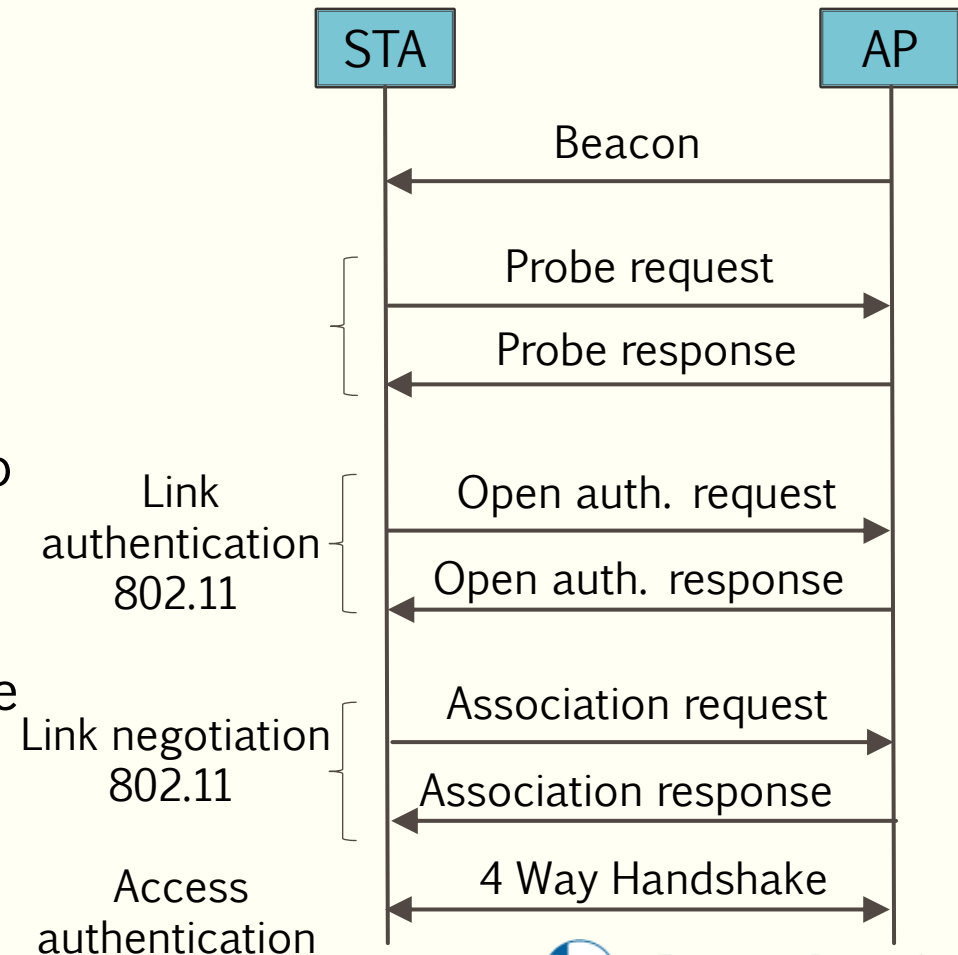 STA
AP
Beacon
Probe request
Probe response
o
Link
authentication
802.11
Open auth. request
Open auth. response
e
Link negotiation
802.11
Association request
Association response
Access
authentication
4 Way Handshake